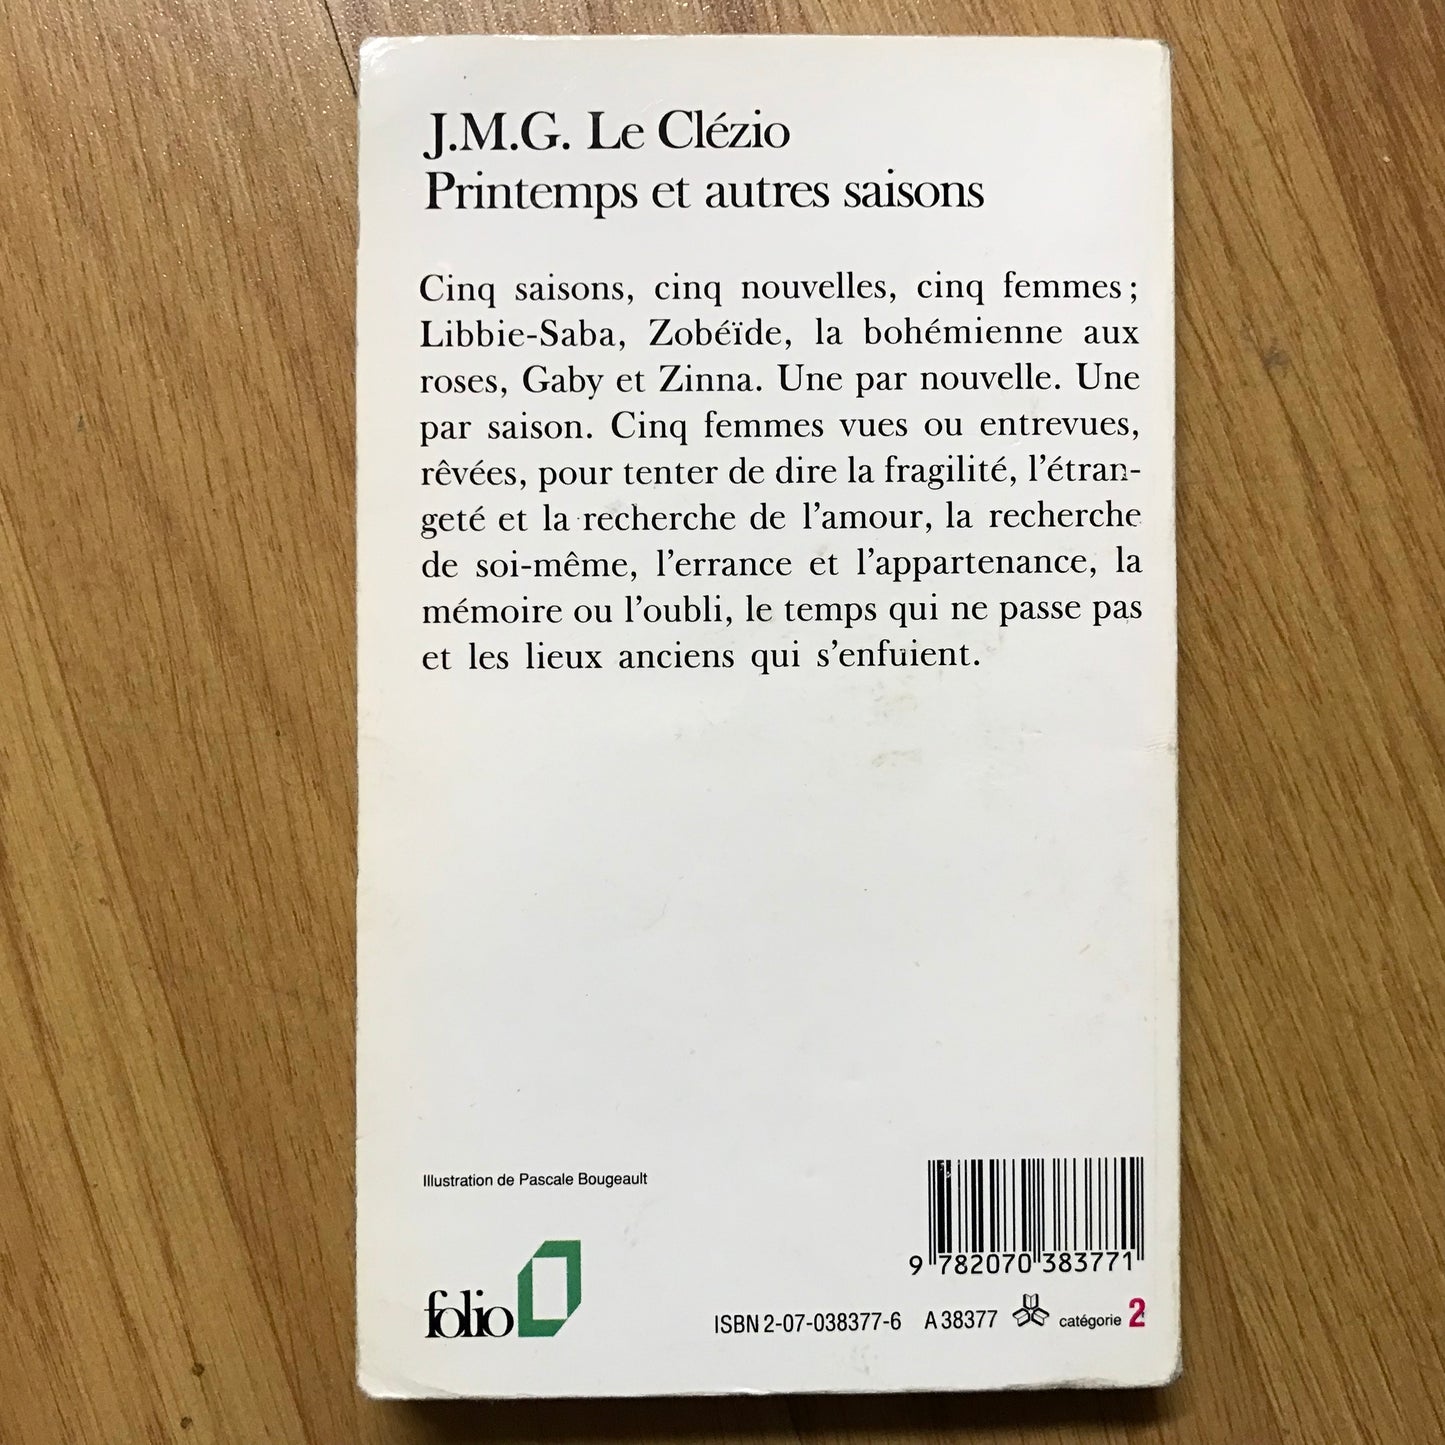 J.M.G. Le Clézio
Printemps et autres saisons
Cinq saisons, cinq nouvelles, cinq femmes ;
Libbie-Saba, Zobéïde, la bohémienne aux
roses, Gaby et Zinna. Une par nouvelle. Une
par saison. Cinq femmes vues ou entrevues,
rêvées, pour tenter de dire la fragilité, l'étran-
geté et la recherche de l'amour, la recherche
de soi-même, l'errance et l'appartenance, la
mémoire ou l'oubli, le temps qui ne passe pas
et les lieux anciens qui s'enfuient.
Illustration de Pascale Bougeault
9 782070 383771
folio
ISBN 2-07-038377-6 A 38377 catégorie 2